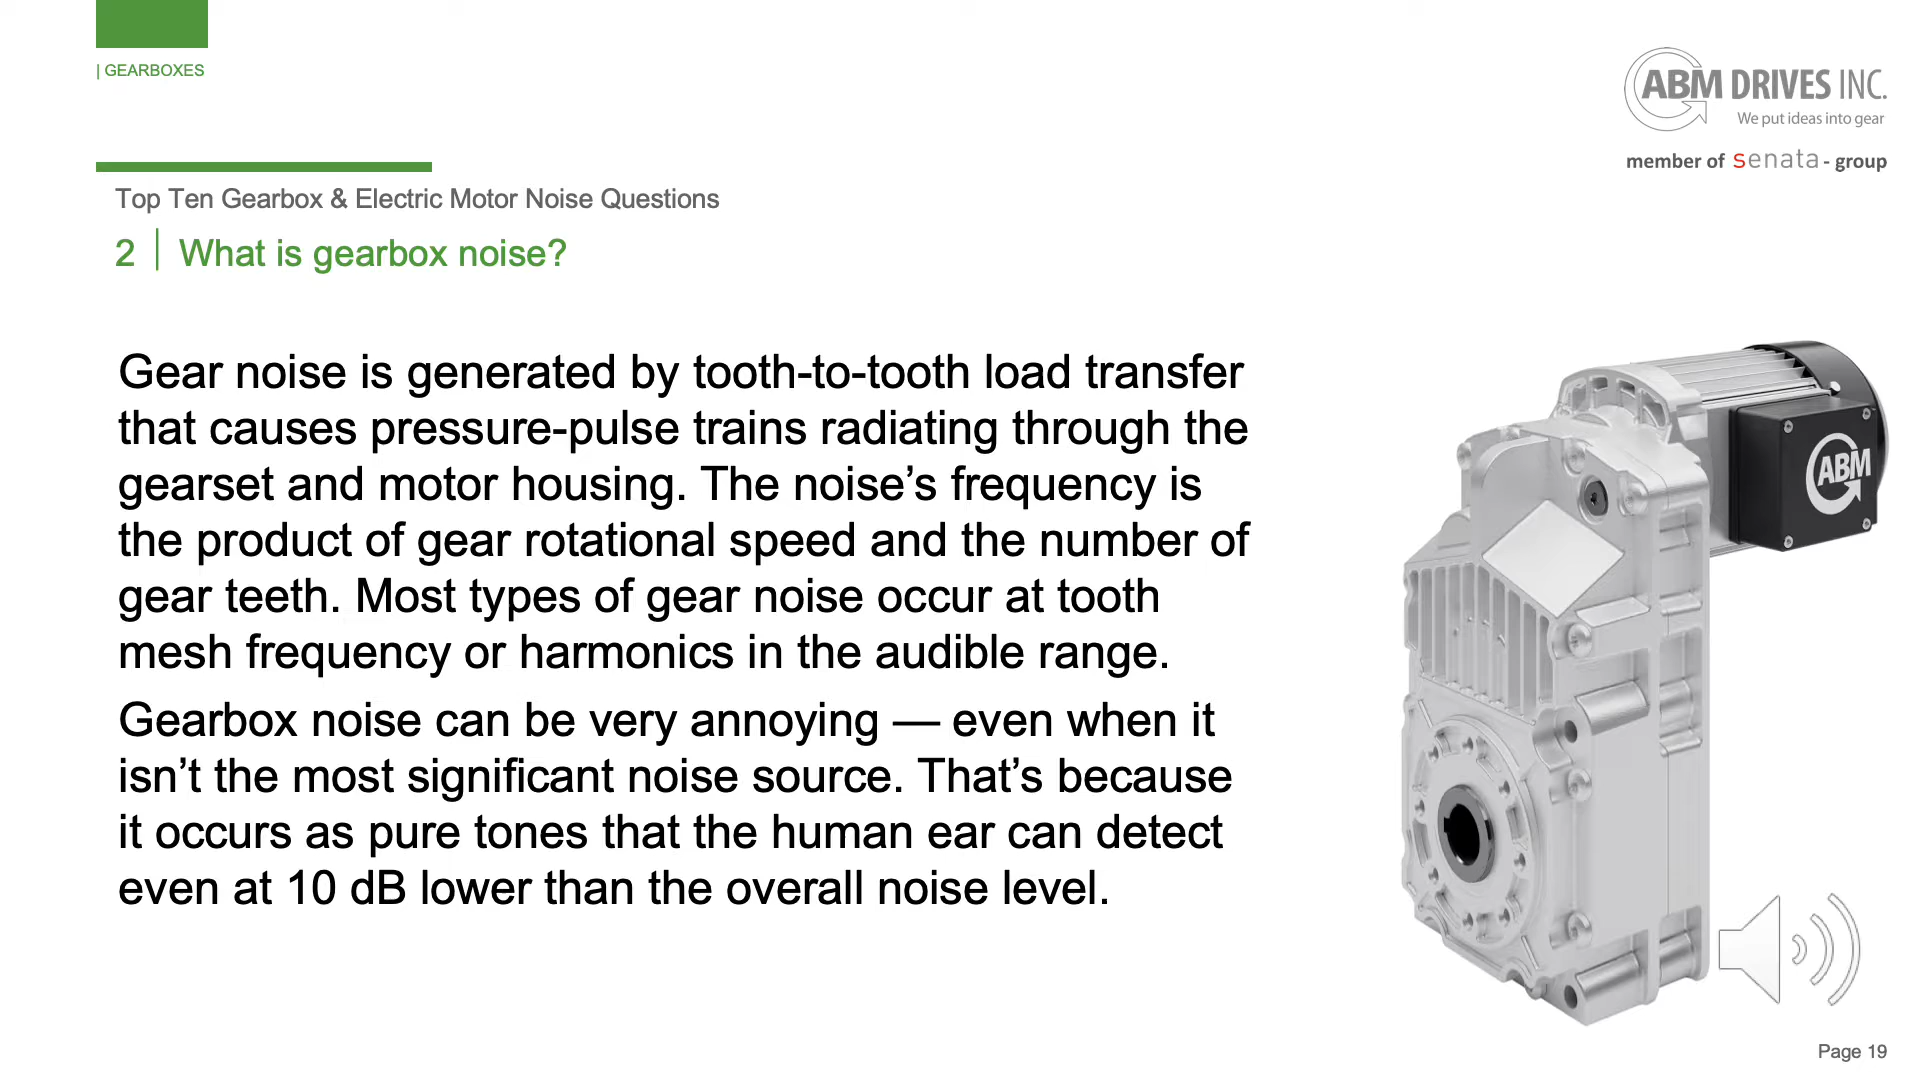 | GEARBOXES
ABM DRIVES INC.
We put ideas into gear
member of senata - group
Top Ten Gearbox & Electric Motor Noise Questions
2 | What is gearbox noise?
Gear noise is generated by tooth-to-tooth load transfer
that causes pressure-pulse trains radiating through the
gearset and motor housing. The noise’s frequency is
the product of gear rotational speed and the number of
gear teeth. Most types of gear noise occur at tooth
mesh frequency or harmonics in the audible range.
Gearbox noise can be very annoying — even when it
isn’t the most significant noise source. That’s because
it occurs as pure tones that the human ear can detect
even at 10 dB lower than the overall noise level.
ABM
Page 19